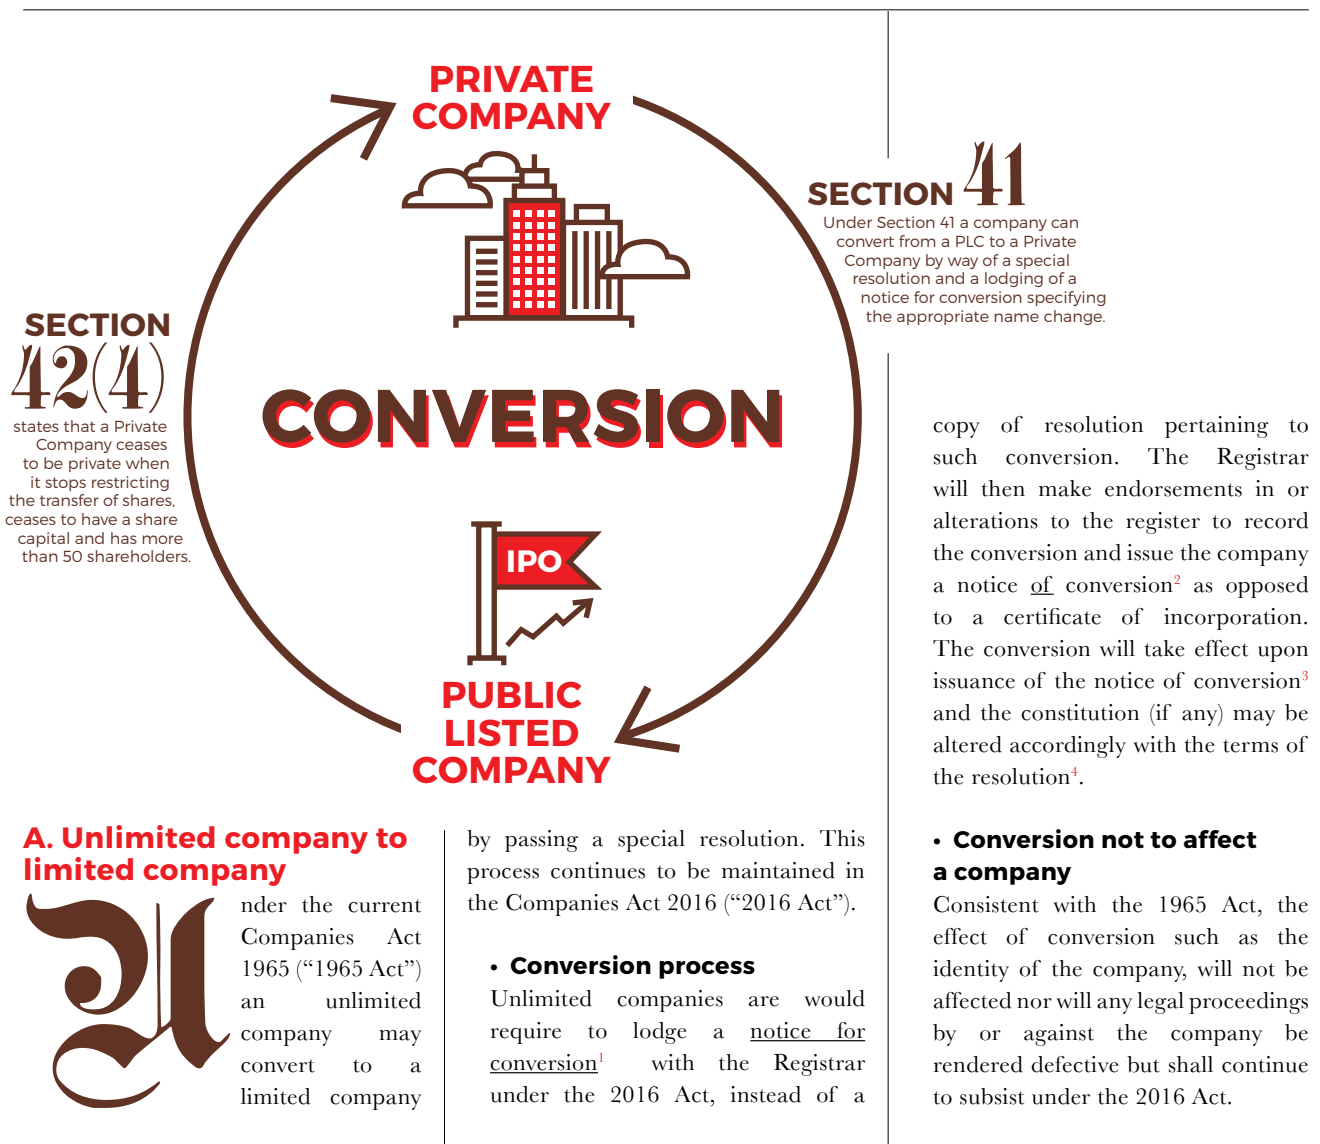 PRIVATE
COMPANY
SECTION 41
Under Section 41 a company can
convert from a PLC to a Private
Company by way of a special
resolution and a lodging of a
notice for conversion specifying
the appropriate name change.
SECTION
42(4)
states that a Private
Company ceases
to be private when
it stops restricting
the transfer of shares,
ceases to have a share
capital and has more
than 50 shareholders.
CONVERSION
IPO
PUBLIC
LISTED
COMPANY
A. Unlimited company to
limited company
Under the current
Companies Act
1965 (“1965 Act”)
an unlimited
company may
convert to a
limited company
by passing a special resolution. This
process continues to be maintained in
the Companies Act 2016 (“2016 Act”).
• Conversion process
Unlimited companies are would
require to lodge a notice for
conversion1 with the Registrar
under the 2016 Act, instead of a
copy of resolution pertaining to
such conversion. The Registrar
will then make endorsements in or
alterations to the register to record
the conversion and issue the company
a notice of conversion2 as opposed
to a certificate of incorporation.
The conversion will take effect upon
issuance of the notice of conversion3
and the constitution (if any) may be
altered accordingly with the terms of
the resolution4.
• Conversion not to affect
a company
Consistent with the 1965 Act, the
effect of conversion such as the
identity of the company, will not be
affected nor will any legal proceedings
by or against the company be
rendered defective but shall continue
to subsist under the 2016 Act.